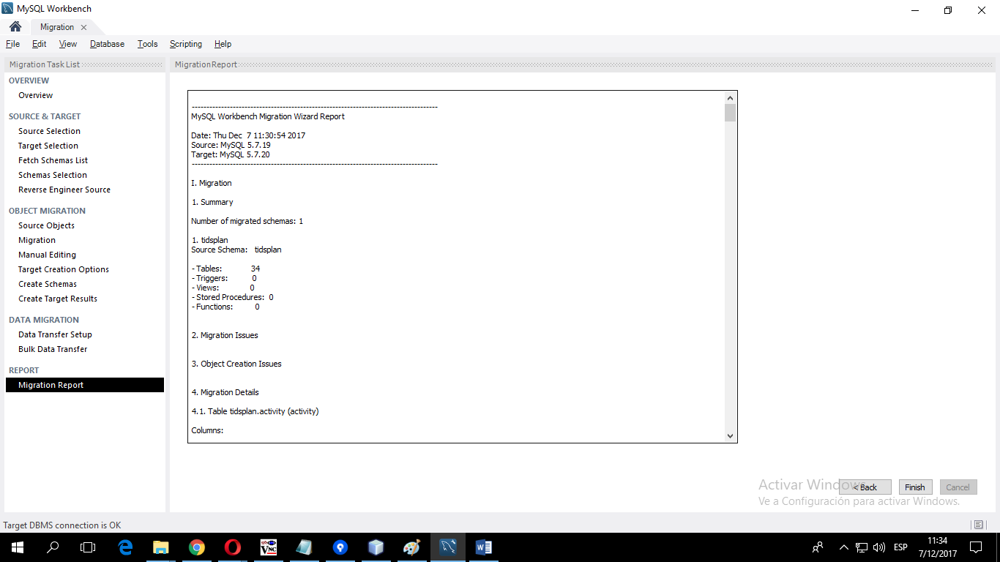 MySQL Workbench
Migration
File Edit View Database Tools Scripting Help
Migration Task List
OVERVIEW
Overview
SOURCE & TARGET
Source Selection
Target Selection
Fetch Schemas List
Schemas Selection
Reverse Engineer Source
OBJECT MIGRATION
Source Objects
Migration
Manual Editing
Target Creation Options
Create Schemas
Create Target Results
DATA MIGRATION
Data Transfer Setup
Bulk Data Transfer
REPORT
Migration Report
Migration Report
--------------------------------------------------------------------------------
MySQL Workbench Migration Wizard Report
Date: Thu Dec  7 11:30:54 2017
Source: MySQL 5.7.19
Target: MySQL 5.7.20
--------------------------------------------------------------------------------
I. Migration
1. Summary
Number of migrated schemas: 1
1. tidsplan
Source Schema: tidsplan
- Tables: 34
- Triggers: 0
- Views: 0
- Stored Procedures: 0
- Functions: 0
2. Migration Issues
3. Object Creation Issues
4. Migration Details
4.1. Table tidsplan.activity (activity)
Columns:
Activar Windows
Ve a Configuración para activar Windows.
< Back Finish Cancel
Target DBMS connection is OK
VNC
ESP
11:34
7/12/2017